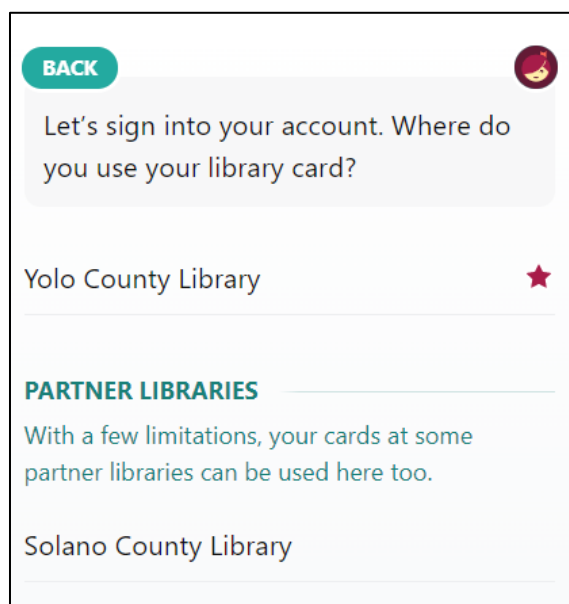 BACK
Let’s sign into your account. Where do
you use your library card?
Yolo County Library
PARTNER LIBRARIES
With a few limitations, your cards at some
partner libraries can be used here too.
Solano County Library